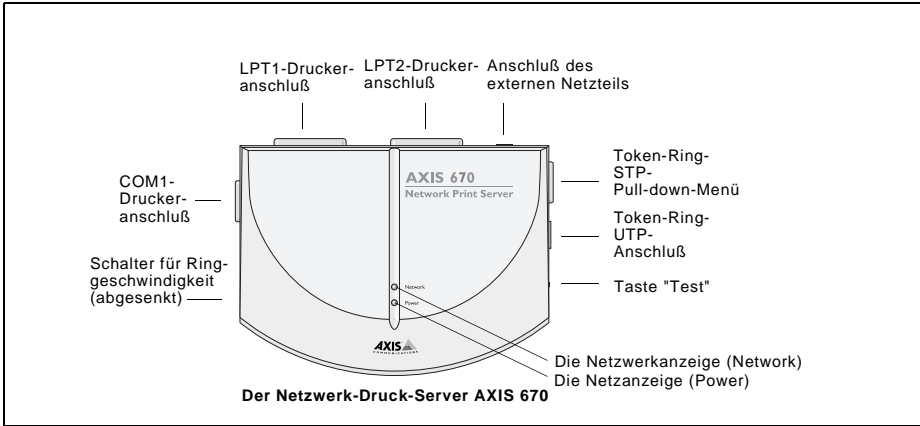 LPT1-Drucker-
anschluß
LPT2-Drucker-
anschluß
Anschluß des
externen Netzteils
COM1-
Drucker-
anschluß
Schalter für Ring-
geschwindigkeit
(abgesenkt)
AXIS 670
Network Print Server
Network
Power
AXIS
COMMUNICATIONS
Token-Ring-
STP-
Pull-down-Menü
Token-Ring-
UTP-
Anschluß
Taste "Test"
Die Netzwerkanzeige (Network)
Die Netzanzeige (Power)
Der Netzwerk-Druck-Server AXIS 670